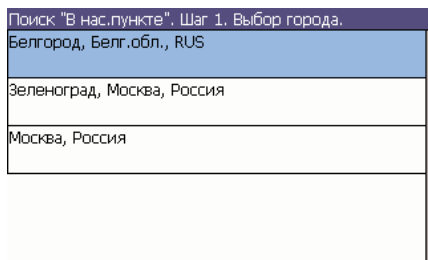 Поиск "В нас.пункте". Шаг 1. Выбор города.
Белгород, Белг.обл., RUS
Зеленоград, Москва, Россия
Москва, Россия